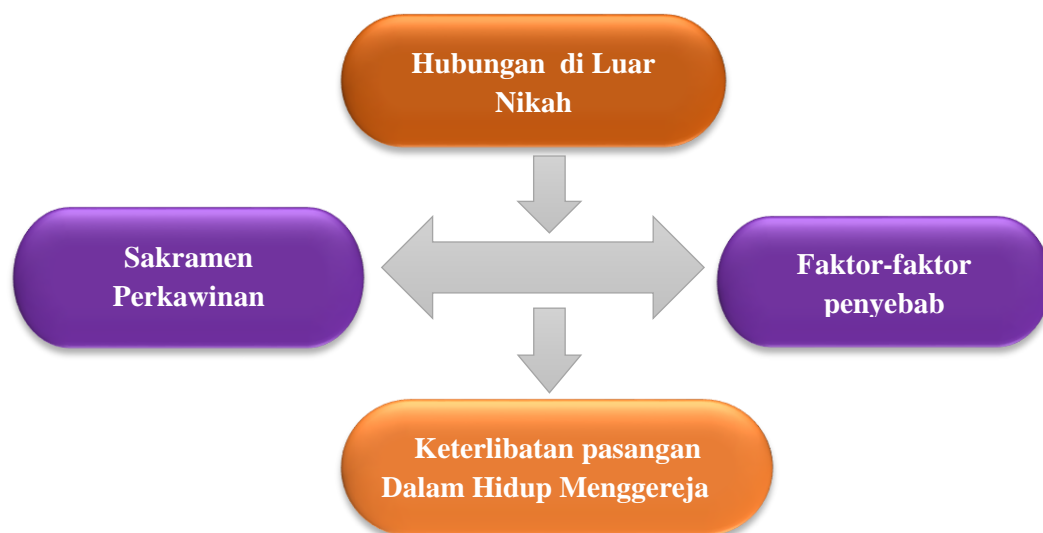 Hubungan di Luar
Nikah
Sakramen
Perkawinan
Faktor-faktor
penyebab
Keterlibatan pasangan
Dalam Hidup Menggereja